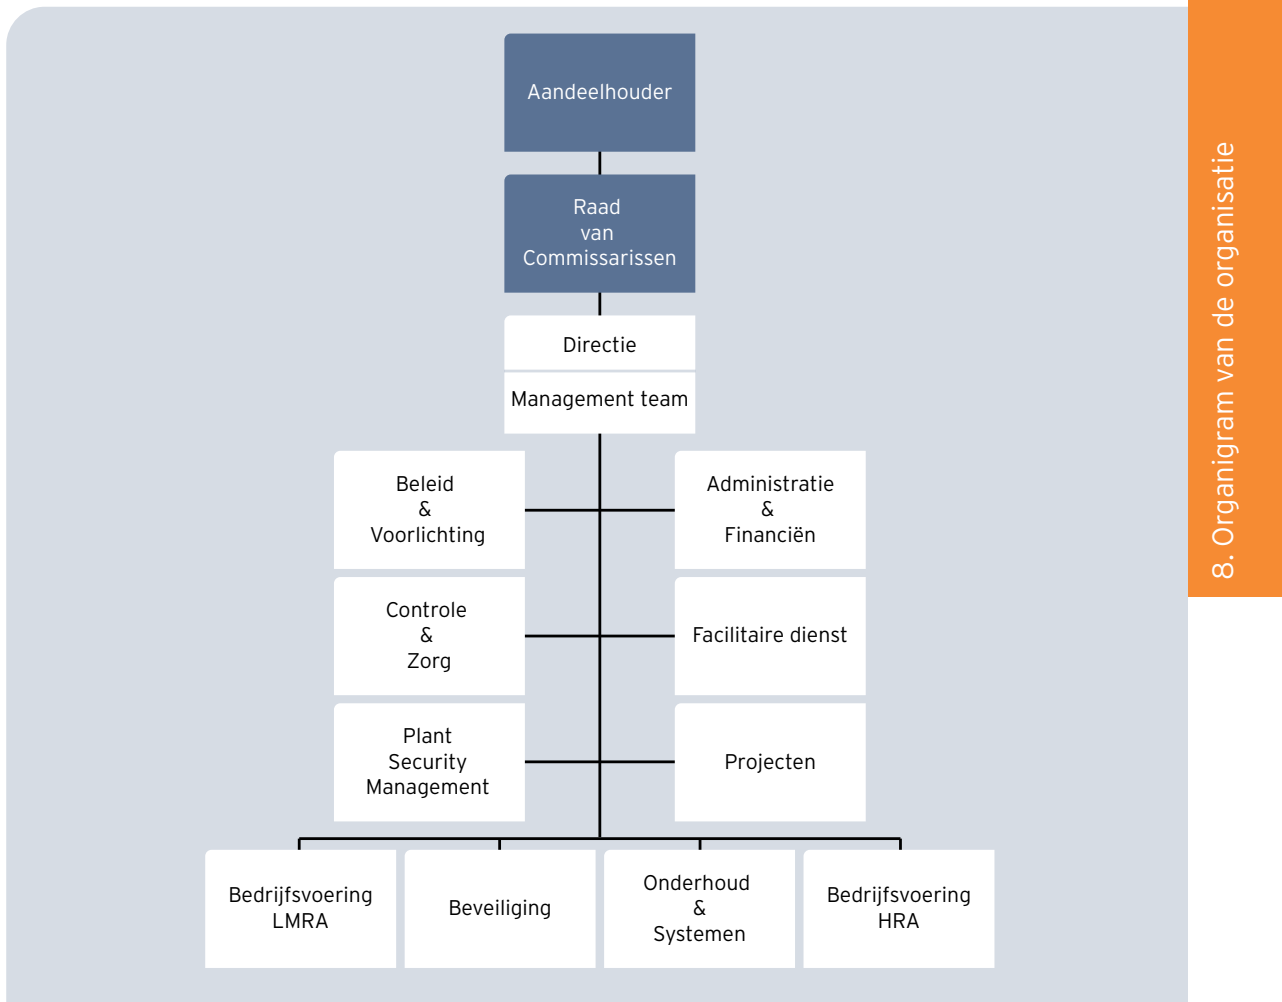 Aandeelhouder
Raad
van
Commissarissen
Directie
Management team
Beleid
&
Voorlichting
Administratie
&
Financiën
Controle
&
Zorg
Facilitaire dienst
Plant
Security
Management
Projecten
Bedrijfsvoering
LMRA
Beveiliging
Onderhoud
&
Systemen
Bedrijfsvoering
HRA
8. Organigram van de organisatie